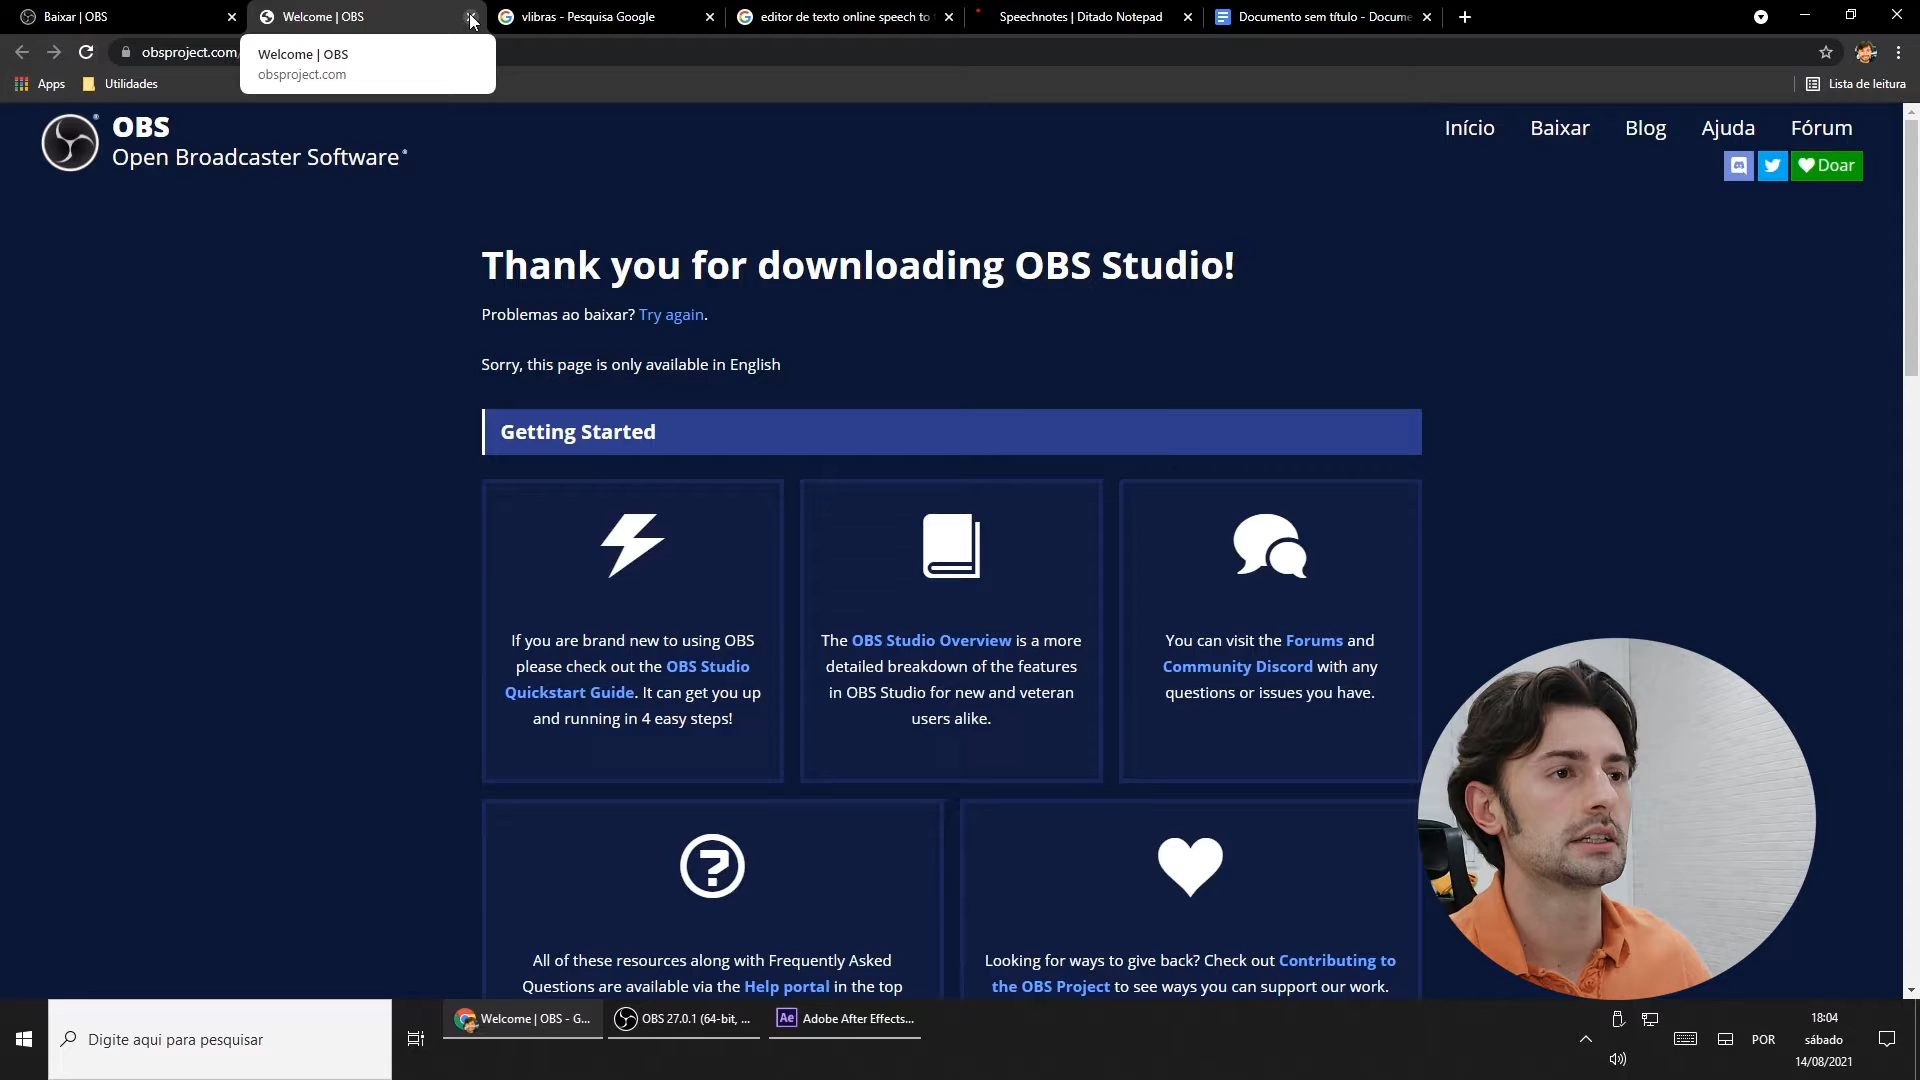 Baixar | OBS
Welcome | OBS
vlibras - Pesquisa Google
editor de texto online speech to
Speechnotes | Ditado Notepad
Documento sem título - Docume
obsproject.com
Welcome | OBS
obsproject.com
Apps
Utilidades
Lista de leitura
OBS
Open Broadcaster Software
Início
Baixar
Blog
Ajuda
Fórum
Doar
Thank you for downloading OBS Studio!
Problemas ao baixar? Try again.
Sorry, this page is only available in English
Getting Started
If you are brand new to using OBS
please check out the OBS Studio
Quickstart Guide. It can get you up
and running in 4 easy steps!
The OBS Studio Overview is a more
detailed breakdown of the features
in OBS Studio for new and veteran
users alike.
You can visit the Forums and
Community Discord with any
questions or issues you have.
All of these resources along with Frequently Asked
Questions are available via the Help portal in the top
Looking for ways to give back? Check out Contributing to
the OBS Project to see ways you can support our work.
Digite aqui para pesquisar
Welcome | OBS - G...
OBS 27.0.1 (64-bit, ...
Ae
Adobe After Effects...
POR
18:04
sábado
14/08/2021